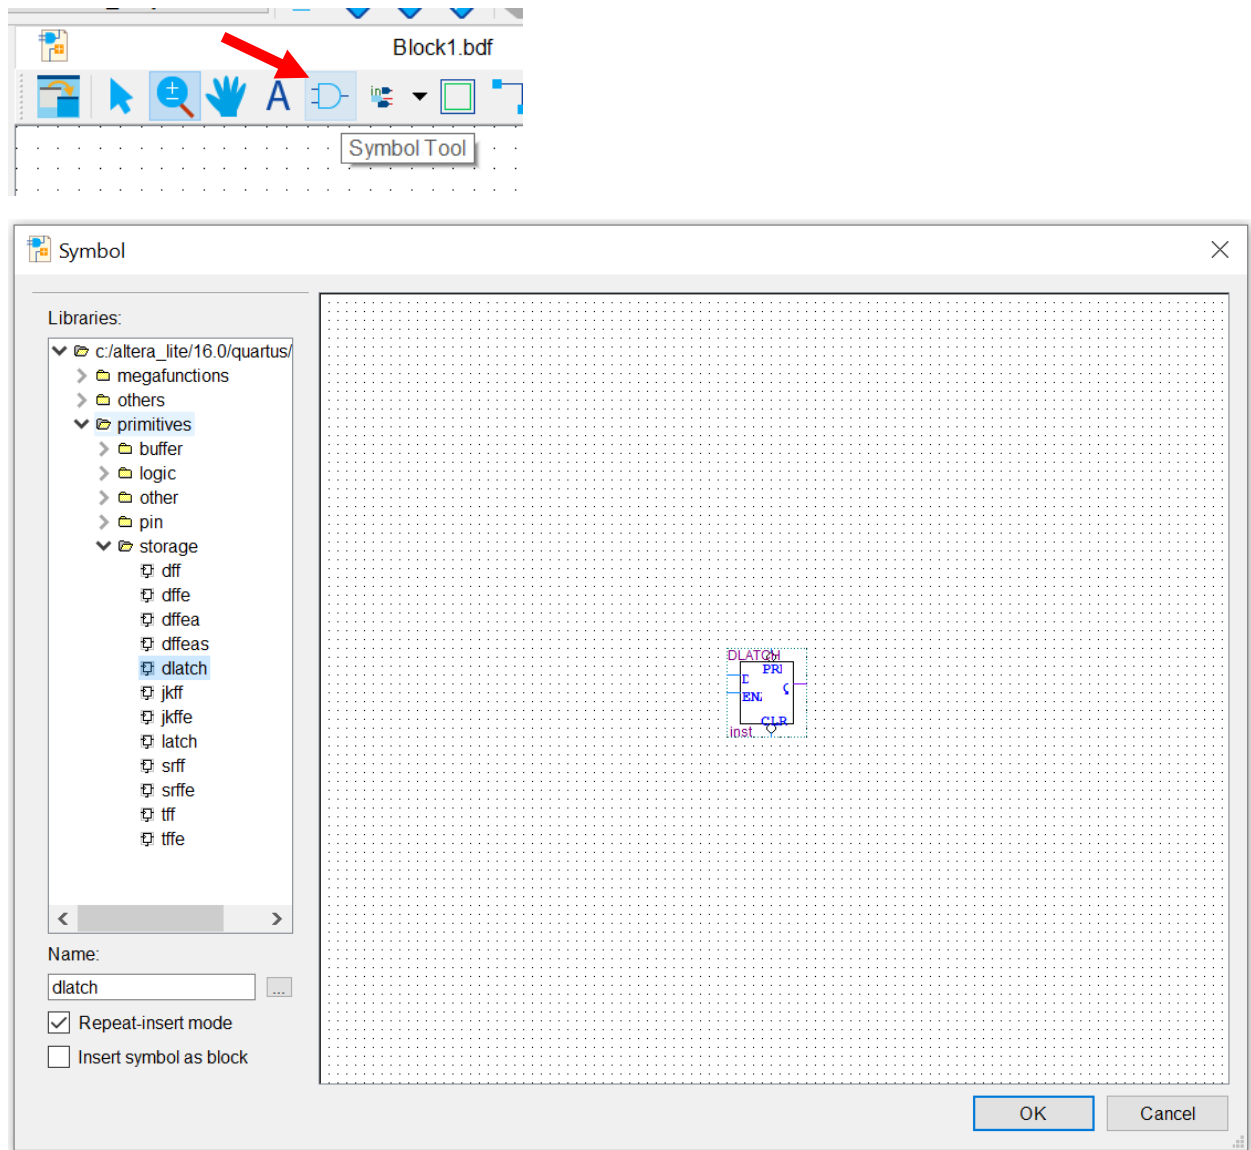 Block1.bdf
A
in
Symbol Tool
Symbol
Libraries:
c:/altera_lite/16.0/quartus/
megafunctions
others
primitives
buffer
logic
other
pin
storage
dff
dffe
dffea
dffeas
dlatch
jkff
jkffe
latch
srff
srffe
tff
tffe
DLATCH
PRI
EN
CLR
inst
Name:
dlatch
...
Repeat-insert mode
Insert symbol as block
OK
Cancel